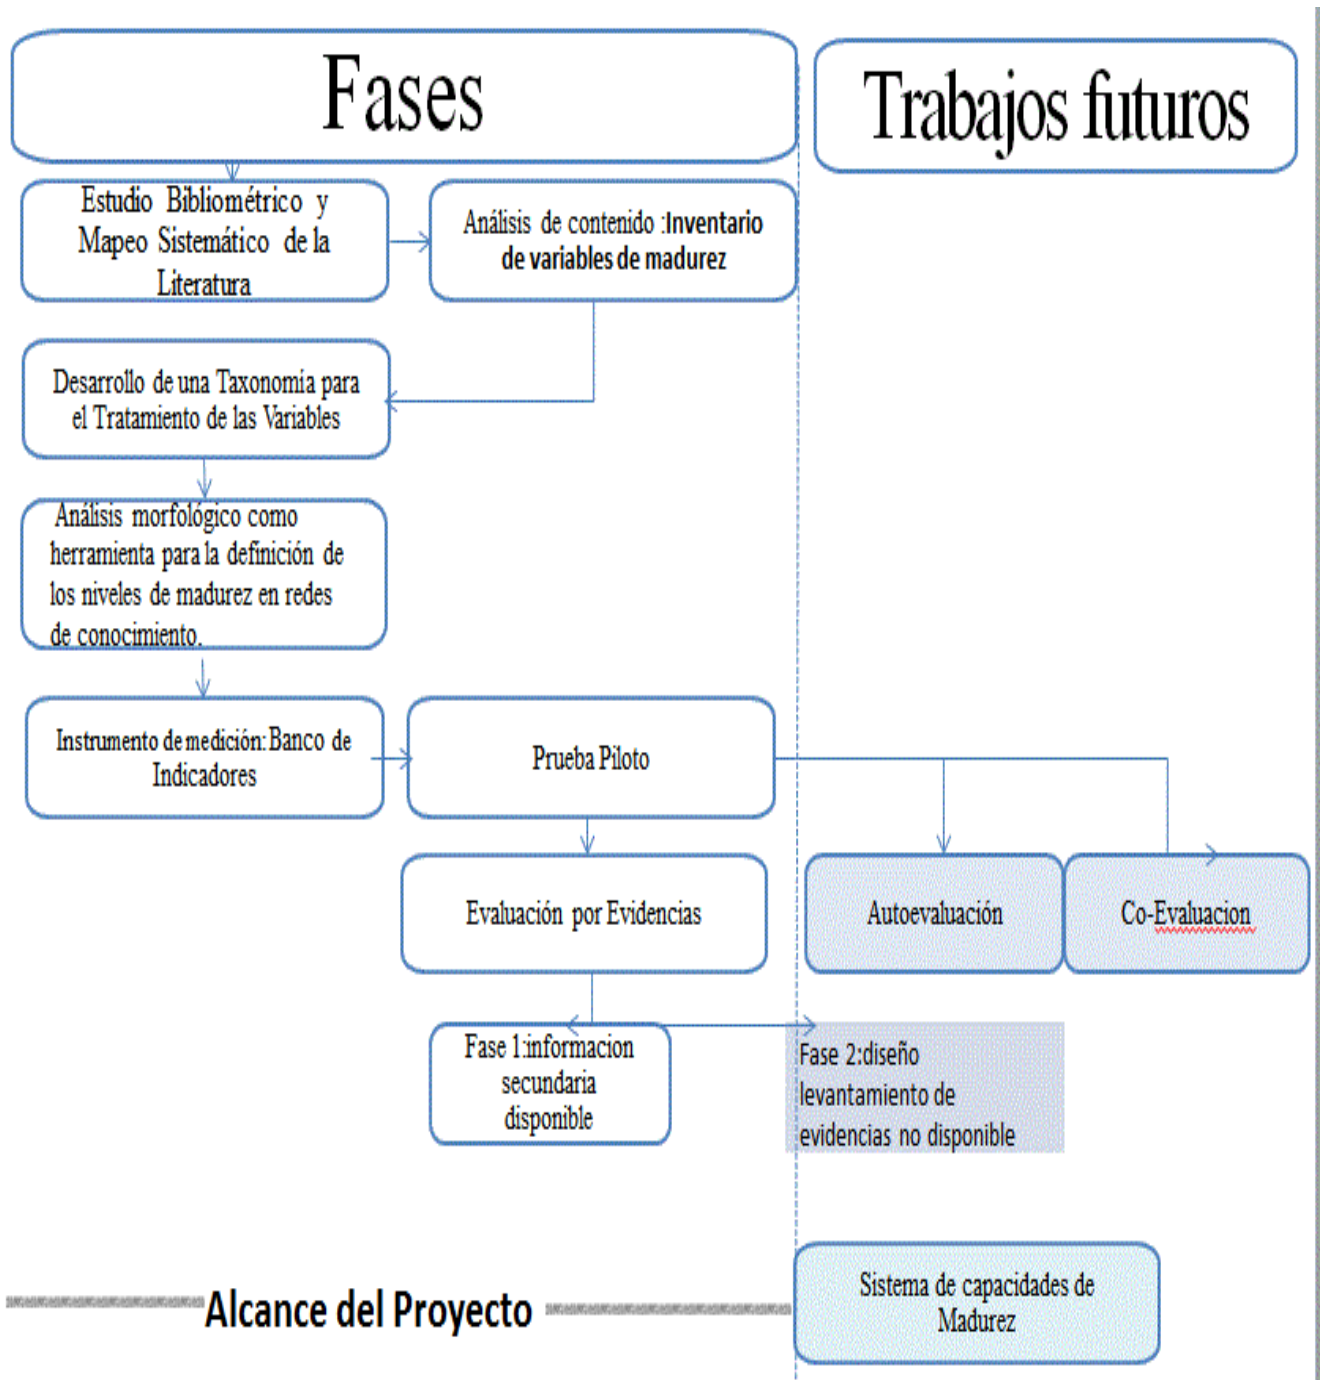 Fases
Trabajos futuros
Estudio Bibliométrico y
Mapeo Sistemático de la
Literatura
Análisis de contenido :Inventario
de variables de madurez
Desarrollo de una Taxonomia para
el Tratamiento de las Variables
Análisis morfológico como
herramienta para la definición de
los niveles de madurez en redes
de conocimiento.
Instrumento de medición: Banco de
Indicadores
Prueba Piloto
Evaluación por Evidencias
Autoevaluación
Co-Evaluacion
Fase 1:informacion
secundaria
disponible
Fase 2:diseño
levantamiento de
evidencias no disponible
Alcance del Proyecto
Sistema de capacidades de
Madurez